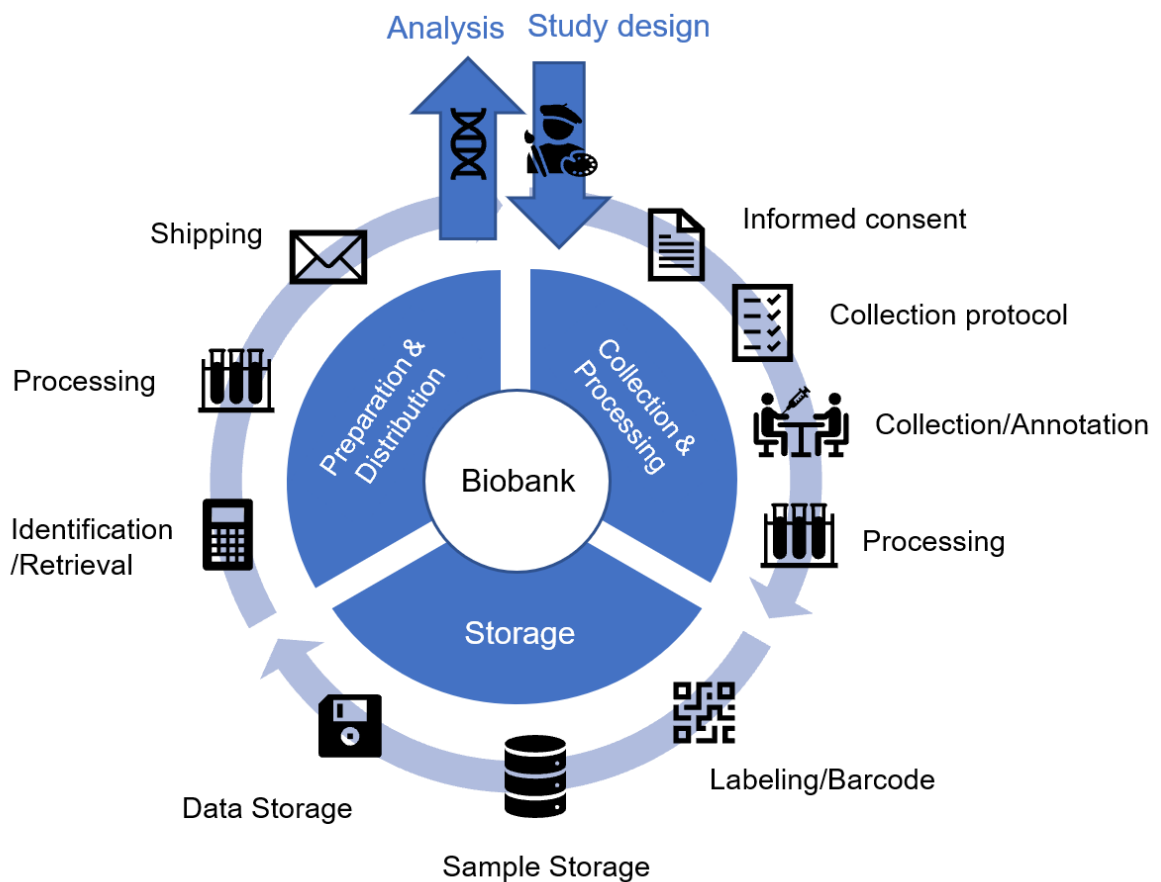 Analysis
Study design
Informed consent
Collection protocol
Collection/Annotation
Processing
Labeling/Barcode
Sample Storage
Data Storage
Identification
/Retrieval
Processing
Shipping
Preparation &
Distribution
Collection &
Processing
Biobank
Storage